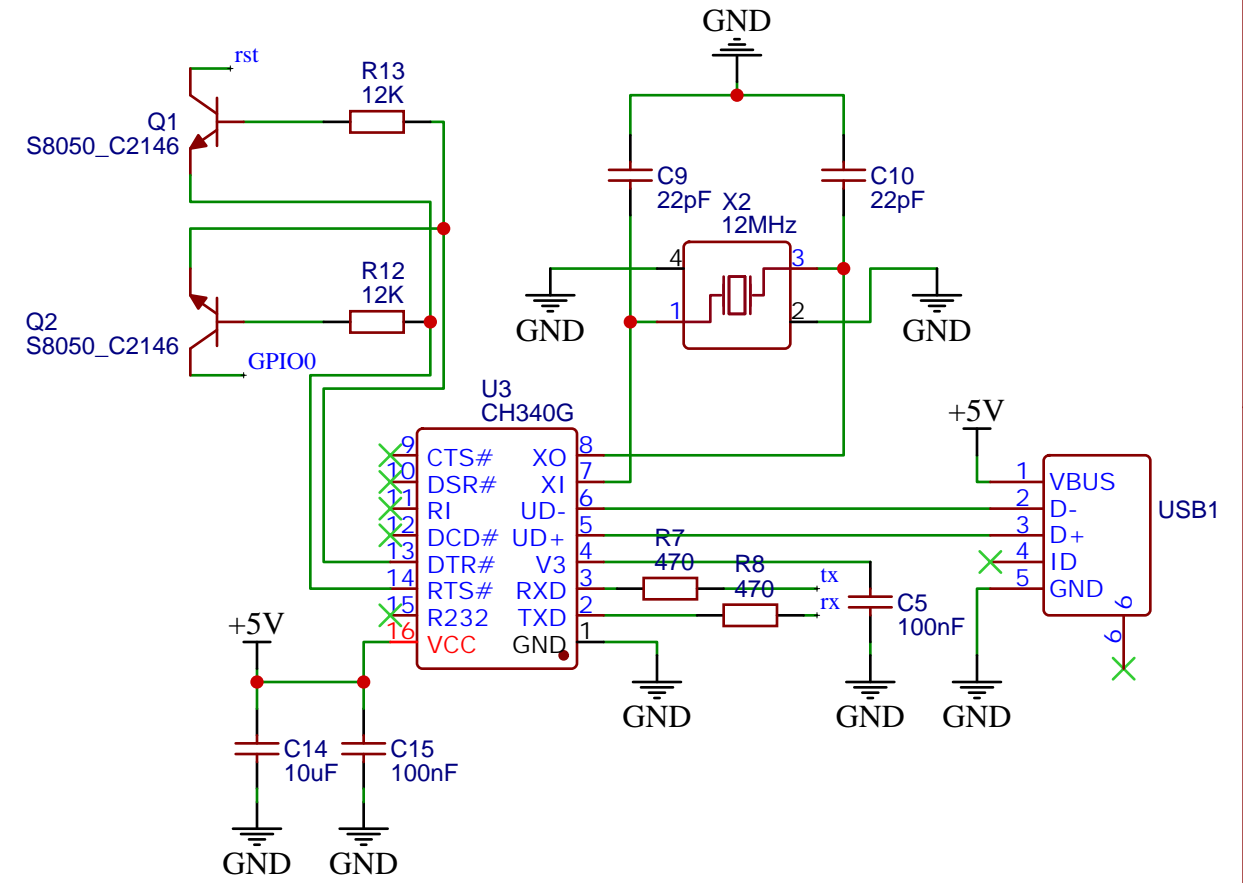 GND
rst
R13
12K
Q1
S8050_C2146
C9
22pF
C10
22pF
X2
12MHz
4
3
1
2
GND
GND
R12
12K
Q2
S8050_C2146
GPIO0
U3
CH340G
+5V
9 CTS# XO 8
10 DSR# XI 7
11 RI UD- 6
12 DCD# UD+ 5
13 DTR# V3 4
14 RTS# RXD 3
15 R232 TXD 2
16 VCC GND 1
R7
470
R8
470
tx
rx
C5
100nF
1 VBUS
2 D-
3 D+
4 ID
5 GND
6
6
USB1
+5V
GND
GND
GND
C14
10uF
C15
100nF
GND
GND